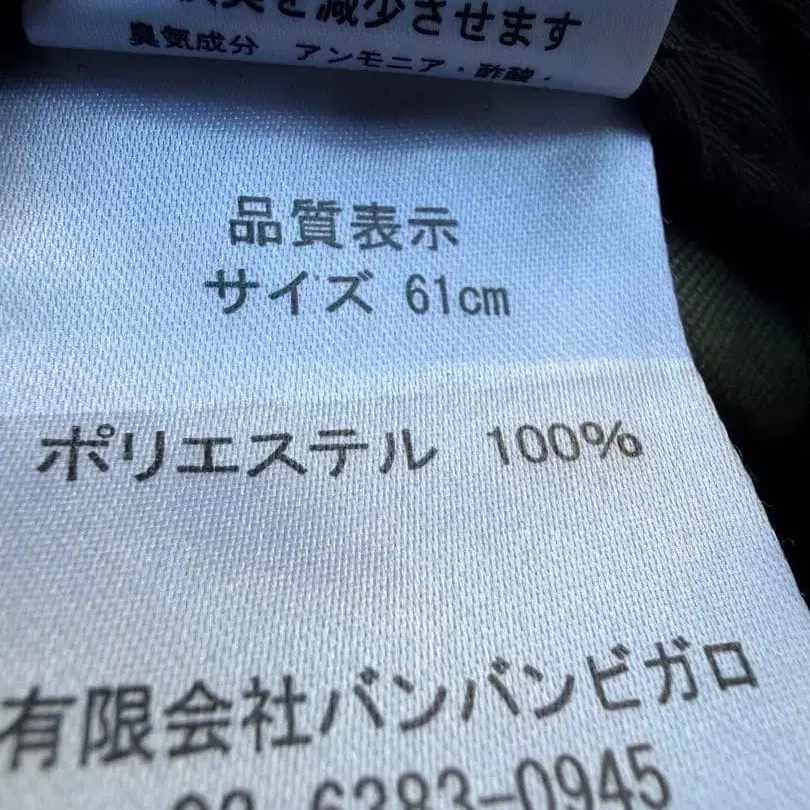 を減少させます
臭気成分 アンモニア・酢酸・
品質表示
サイズ 61cm
ポリエステル 100%
有限会社バンバンビガロ
6383-0945